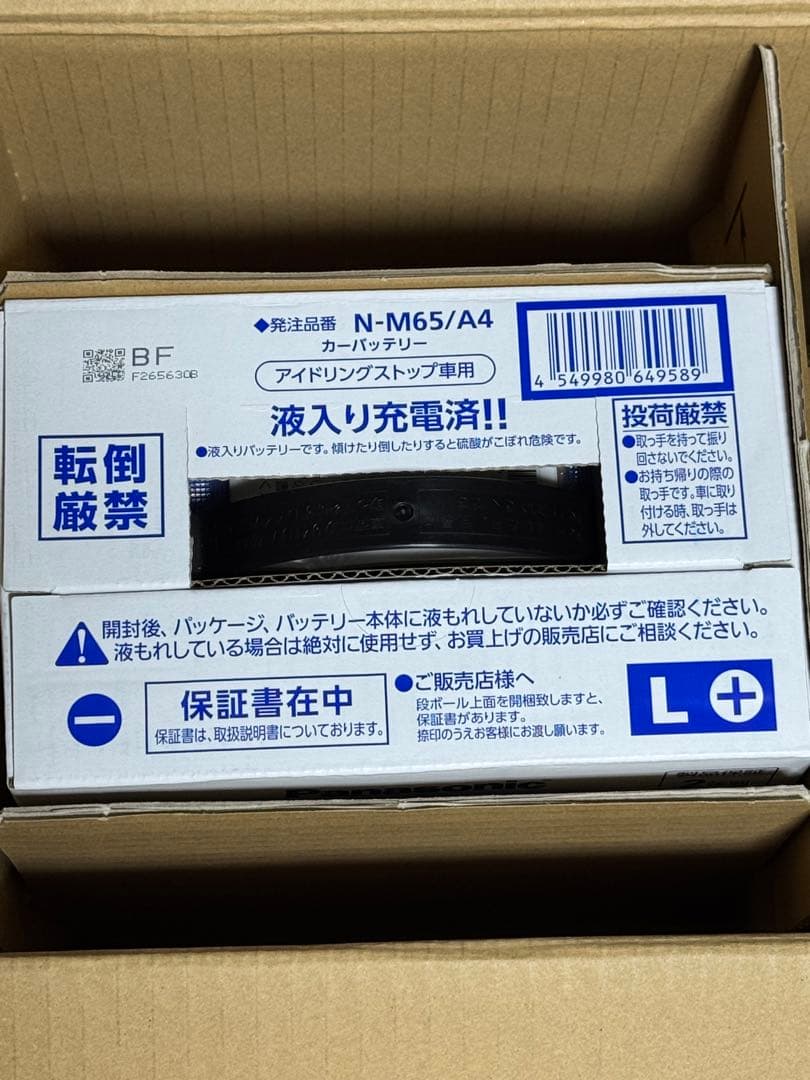 ◆発注品番 N-M65/A4
カーバッテリー
アイドリングストップ車用
BF
F265630B
4 549980 649589
液入り充電済!!
●液入りバッテリーです。傾けたり倒したりすると硫酸がこぼれ危険です。
転倒
厳禁
投荷厳禁
●取っ手を持って振り
回さないでください。
●お持ち帰りの際の
取っ手です。車に取り
付ける時、取っ手は
外してください。
開封後、パッケージ、バッテリー本体に液もれしていないか必ずご確認ください。
液もれしている場合は絶対に使用せず、お買上げの販売店にご相談ください。
保証書在中
保証書は、取扱説明書についております。
●ご販売店様へ
段ボール上面を開梱致しますと、
保証書があります。
捺印のうえお客様にお渡し願います。
L
Panasonic